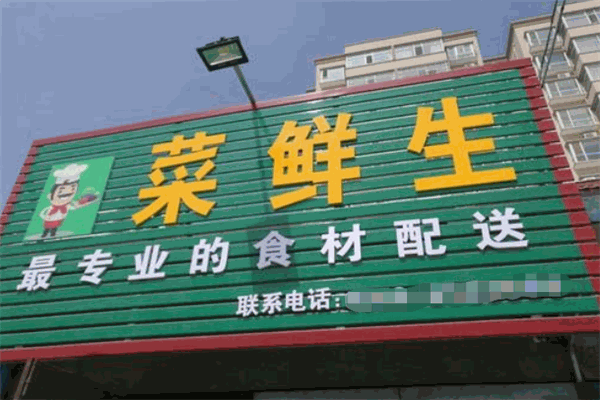 菜鲜生
最专业的食材配送
联系电话: